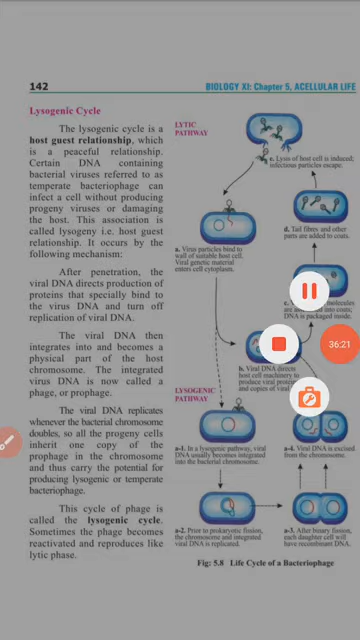 142
BIOLOGY XI: Chapter 5, ACELLULAR LIFE
Lysogenic Cycle
The lysogenic cycle is a
host guest relationship, which
is a peaceful relationship.
Certain DNA containing
bacterial viruses referred to as
temperate bacteriophage can
infect a cell without producing
progeny viruses or damaging
the host. This association is
called lysogeny i.e. host guest
relationship. It occurs by the
following mechanism:
After penetration, the
viral DNA directs production of
proteins that specially bind to
the virus DNA and turn off
replication of viral DNA.
The viral DNA then
integrates into and becomes a
physical part of the host
chromosome. The integrated
virus DNA is now called a
phage, or prophage.
The viral DNA replicates
whenever the bacterial chromosome
doubles, so all the progeny cells
inherit one copy of the
prophage in the chromosome
and thus carry the potential for
producing lysogenic or temperate
bacteriophage.
This cycle of phage is
called the lysogenic cycle.
Sometimes the phage becomes
reactivated and reproduces like
lytic phase.
LYTIC
PATHWAY
e. Lysis of host cell is induced;
infectious particles escape.
d. Tail fibres and other
parts are added to coats.
a. Virus particles bind to
wall of suitable host cell.
Viral genetic material
enters cell cytoplasm.
c. molecules
are into coats;
DNA is packaged inside.
36:21
b. Viral DNA directs
host cell machinery to
produce viral
and copies of viral
LYSOGENIC
PATHWAY
a-1. In a lysogenic pathway, viral
DNA usually becomes integrated
into the bacterial chromosome.
a-4. Viral DNA is excised
from the chromosome.
a-2. Prior to prokaryotic fission,
the chromosome and integrated
viral DNA is replicated.
a-3. After binary fission,
each daughter cell will
have recombinant DNA.
Fig: 5.8 Life Cycle of a Bacteriophage